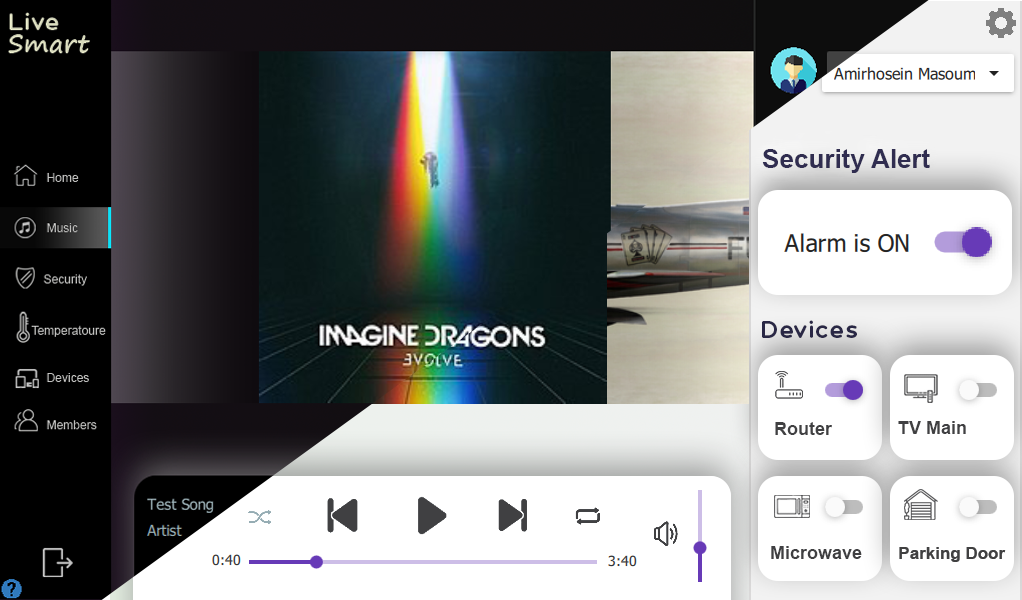 Live
Smart
Home
Music
Security
Temperatoure
Devices
Members
?
IMAGINE DRAGONS
EVOLVE
F
Test Song
Artist
0:40
3:40
Amirhosein Masoum
Security Alert
Alarm is ON
Devices
Router
TV Main
Microwave
Parking Door